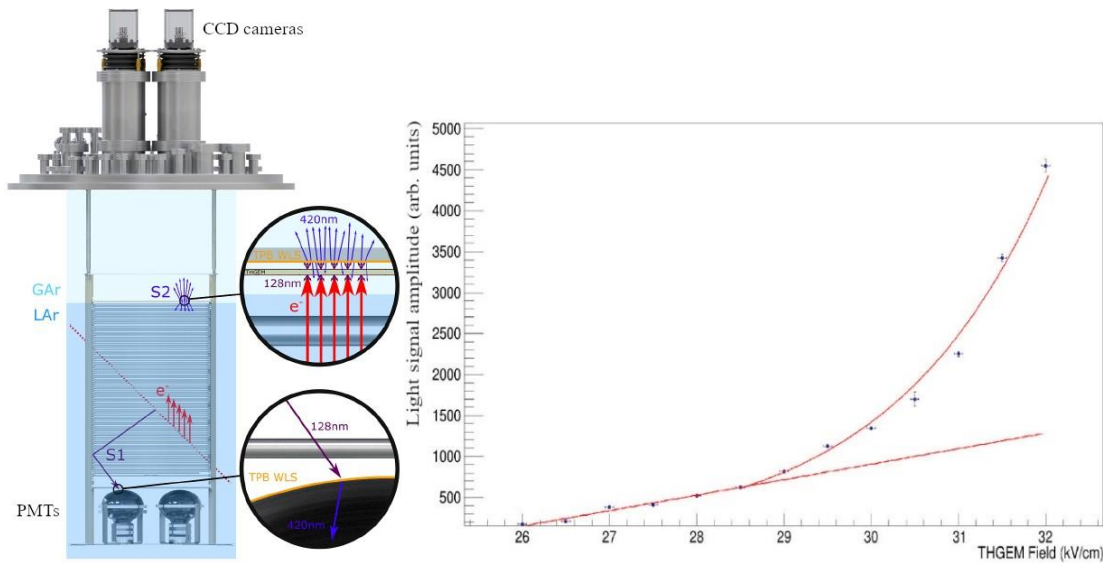 CCD cameras
GAr
LAr
S2
e⁻
S1
PMTs
420nm
TPB WLS
THGEM
128nm
e⁻
128nm
TPB WLS
420nm
Light signal amplitude (arb. units)
5000
4500
4000
3500
3000
2500
2000
1500
1000
500
26 27 28 29 30 31 32
THGEM Field (kV/cm)